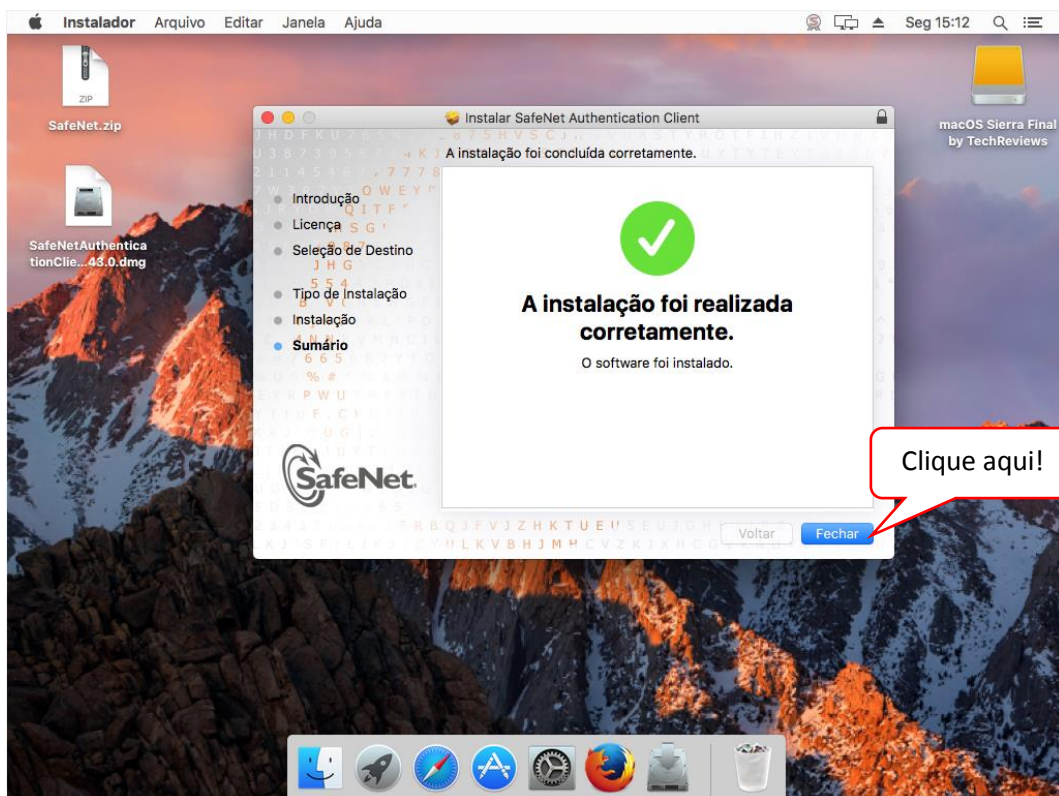 Instalador Arquivo Editar Janela Ajuda Seg 15:12
ZIP
SafeNet.zip
SafeNetAuthentica
tionClie...43.0.dmg
macOS Sierra Final
by TechReviews
Instalar SafeNet Authentication Client
A instalação foi concluída corretamente.
Introdução
Licença
Seleção de Destino
Tipo de Instalação
Instalação
Sumário
A instalação foi realizada
corretamente.
O software foi instalado.
SafeNet.
Clique aqui!
Voltar Fechar